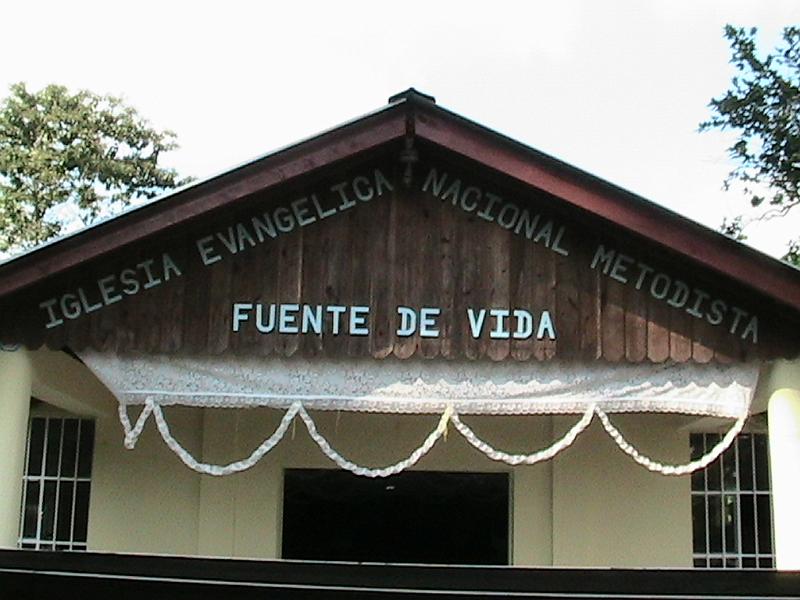 IGLESIA EVANGELICA NACIONAL METODISTA
FUENTE DE VIDA